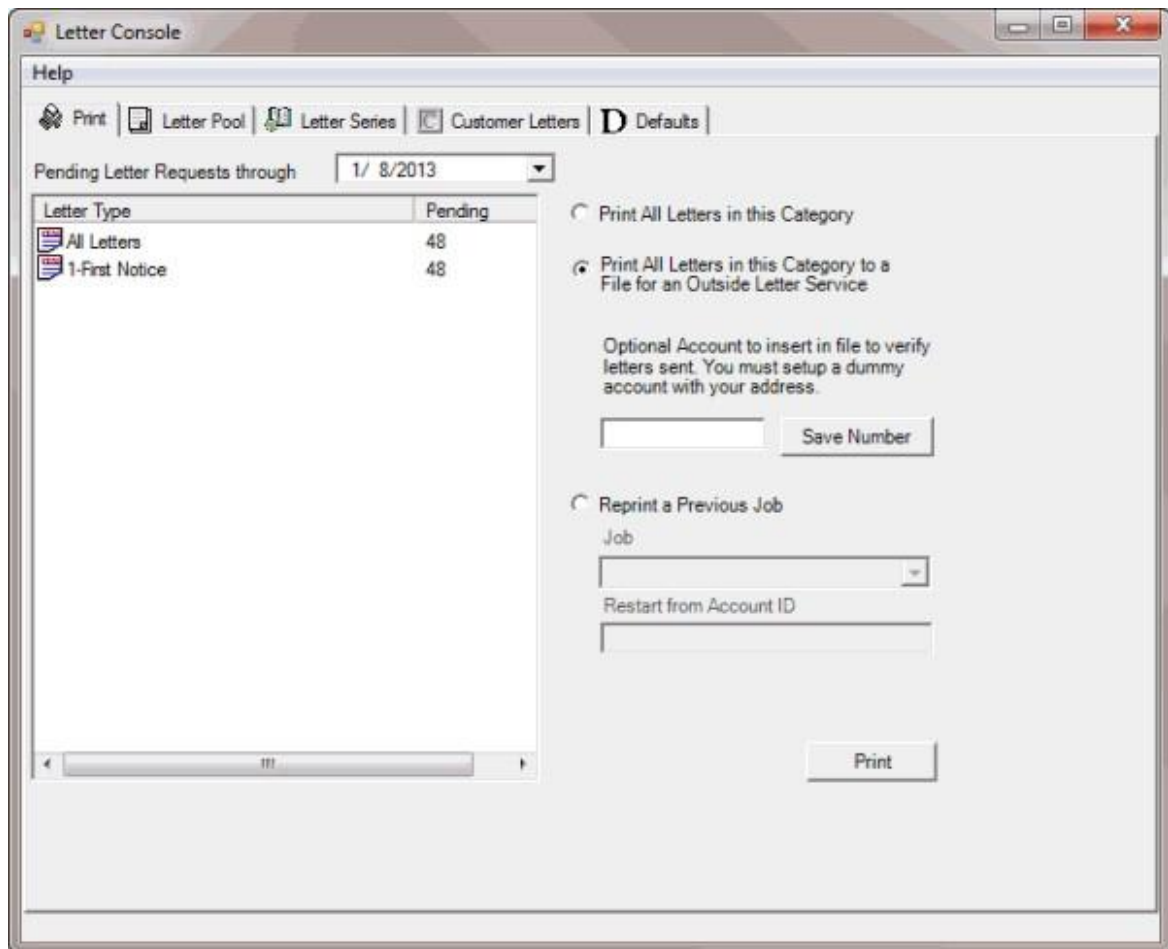 Letter Console
Help
Print Letter Pool Letter Series C Customer Letters D Defaults
Pending Letter Requests through 1/ 8/2013
Letter Type Pending
All Letters 48
1-First Notice 48
Print All Letters in this Category
Print All Letters in this Category to a
File for an Outside Letter Service
Optional Account to insert in file to verify
letters sent. You must setup a dummy
account with your address.
Save Number
Reprint a Previous Job
Job
Restart from Account ID
Print